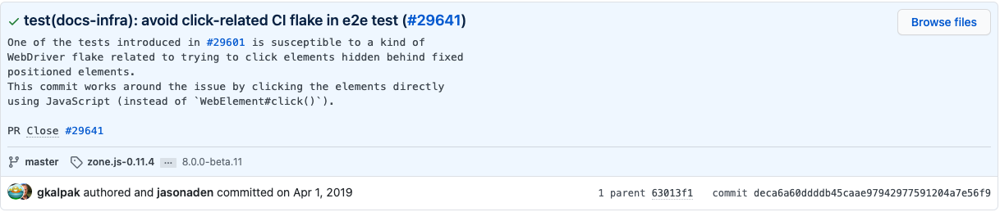 test(docs-infra): avoid click-related CI flake in e2e test (#29641)
Browse files
One of the tests introduced in #29601 is susceptible to a kind of
WebDriver flake related to trying to click elements hidden behind fixed
positioned elements.
This commit works around the issue by clicking the elements directly
using JavaScript (instead of `WebElement#click()`).
PR Close #29641
master zone.js-0.11.4 ... 8.0.0-beta.11
gkalpak authored and jasonaden committed on Apr 1, 2019
1 parent 63013f1 commit deca6a60ddddb45caae97942977591204a7e56f9